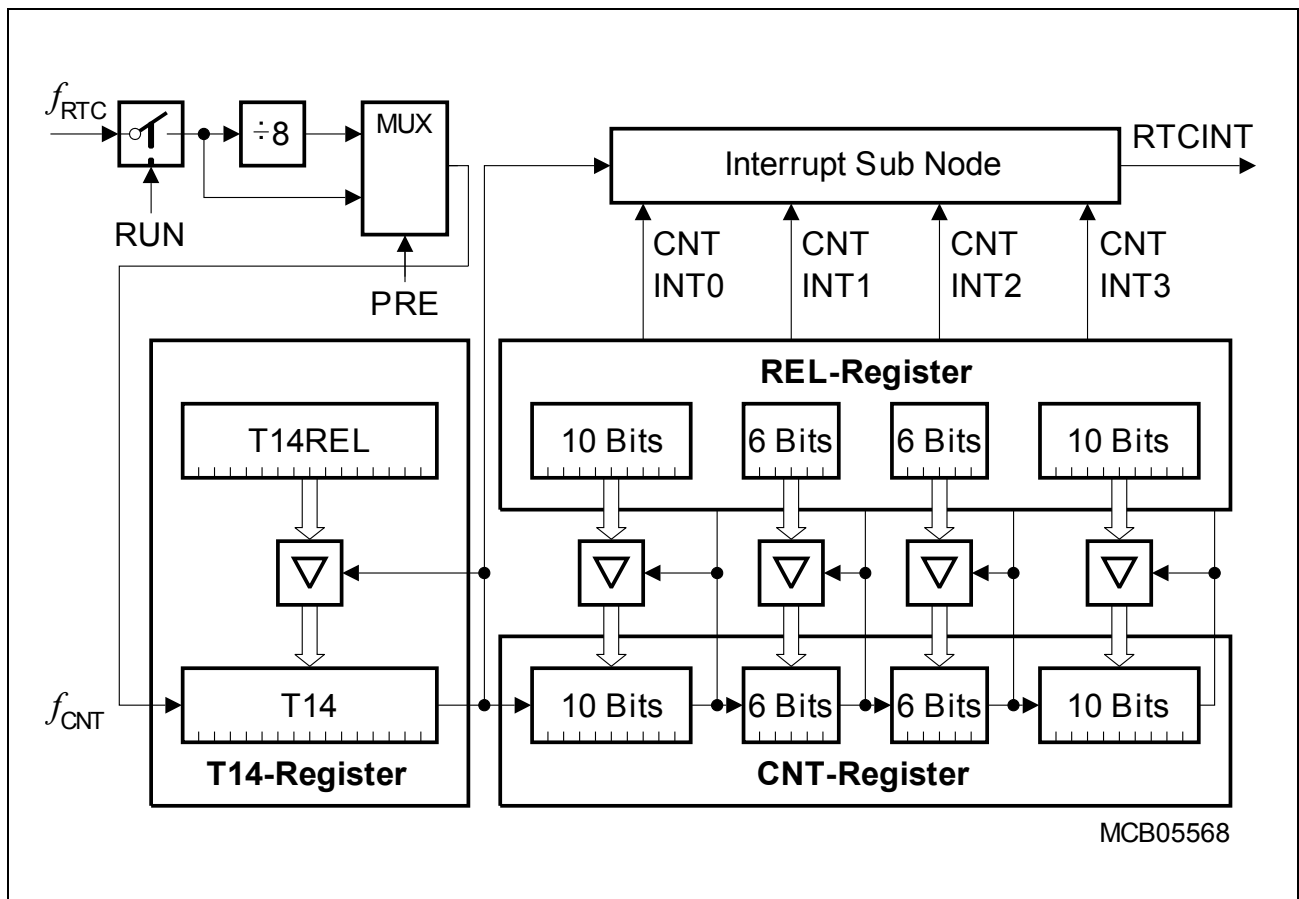 fRTC
÷8
MUX
RUN
PRE
Interrupt Sub Node
RTCINT
CNT INT0
CNT INT1
CNT INT2
CNT INT3
REL-Register
T14REL
10 Bits
6 Bits
6 Bits
10 Bits
fCNT
T14
10 Bits
6 Bits
6 Bits
10 Bits
T14-Register
CNT-Register
MCB05568